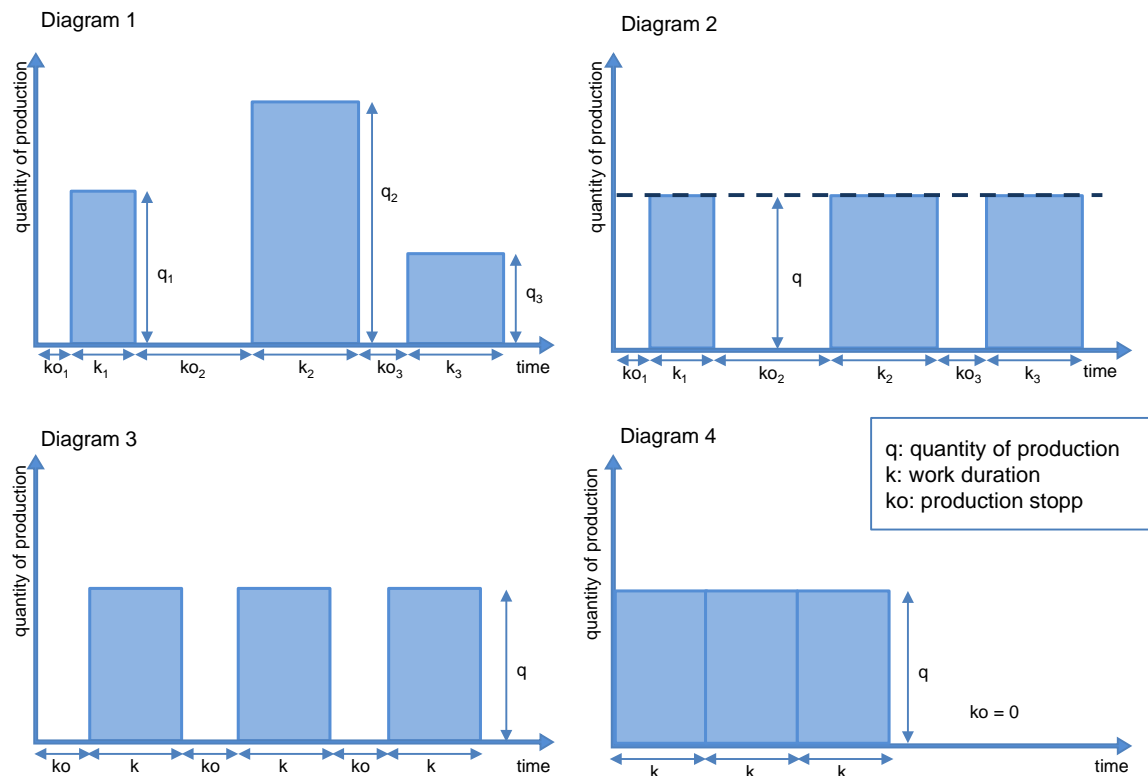 Diagram 1
quantity of production
q₁
q₂
q₃
ko₁ k₁ ko₂ k₂ ko₃ k₃ time
Diagram 2
quantity of production
q
ko₁ k₁ ko₂ k₂ ko₃ k₃ time
Diagram 3
quantity of production
q
ko k ko k ko k time
Diagram 4
quantity of production
q: quantity of production
k: work duration
ko: production stopp
q
ko = 0
k k k time